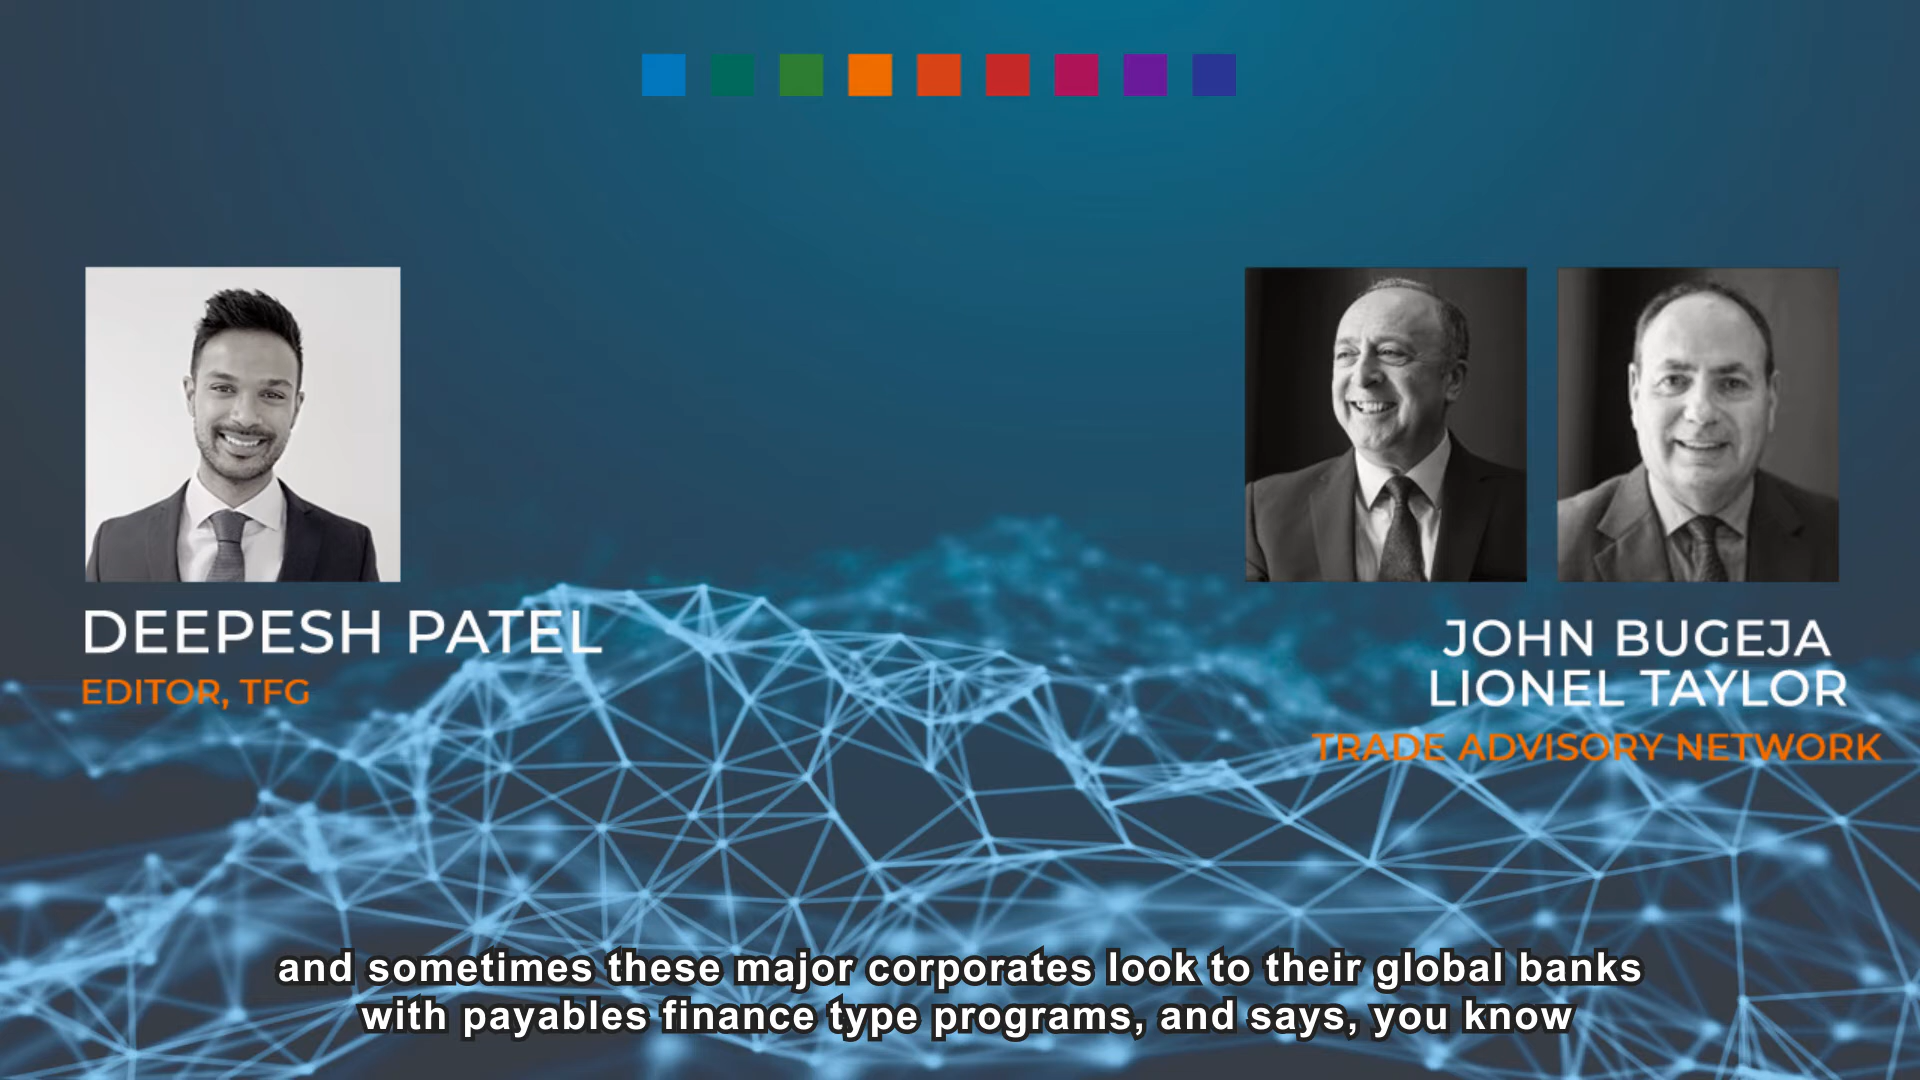 DEEPESH PATEL
EDITOR, TFG
JOHN BUGEJA
LIONEL TAYLOR
TRADE ADVISORY NETWORK
and sometimes these major corporates look to their global banks
with payables finance type programs, and says, you know